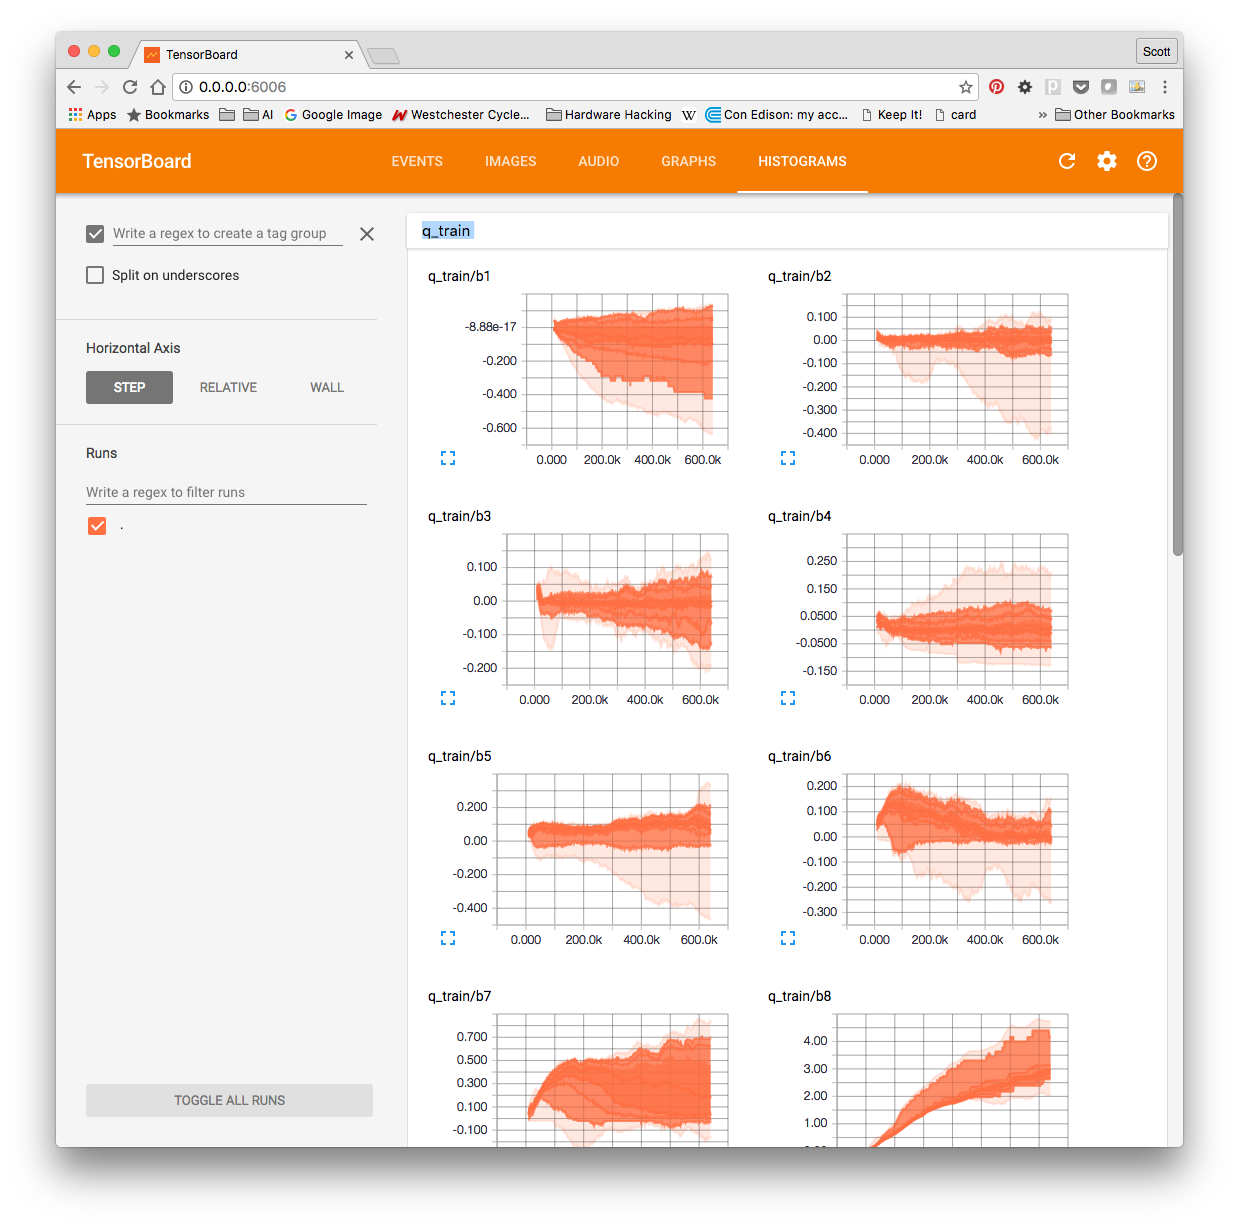 TensorBoard
Scott
0.0.0.0:6006
Apps Bookmarks AI Google Image Westchester Cycle... Hardware Hacking W Con Edison: my acc... Keep It! card » Other Bookmarks
TensorBoard EVENTS IMAGES AUDIO GRAPHS HISTOGRAMS
Write a regex to create a tag group
Split on underscores
Horizontal Axis
STEP RELATIVE WALL
Runs
Write a regex to filter runs
.
TOGGLE ALL RUNS
q_train
q_train/b1
-8.88e-17
-0.200
-0.400
-0.600
0.000 200.0k 400.0k 600.0k
q_train/b2
0.100
0.00
-0.100
-0.200
-0.300
-0.400
0.000 200.0k 400.0k 600.0k
q_train/b3
0.100
0.00
-0.100
-0.200
0.000 200.0k 400.0k 600.0k
q_train/b4
0.250
0.150
0.0500
-0.0500
-0.150
0.000 200.0k 400.0k 600.0k
q_train/b5
0.200
0.00
-0.200
-0.400
0.000 200.0k 400.0k 600.0k
q_train/b6
0.200
0.100
0.00
-0.100
-0.200
-0.300
0.000 200.0k 400.0k 600.0k
q_train/b7
0.700
0.500
0.300
0.100
-0.100
q_train/b8
4.00
3.00
2.00
1.00